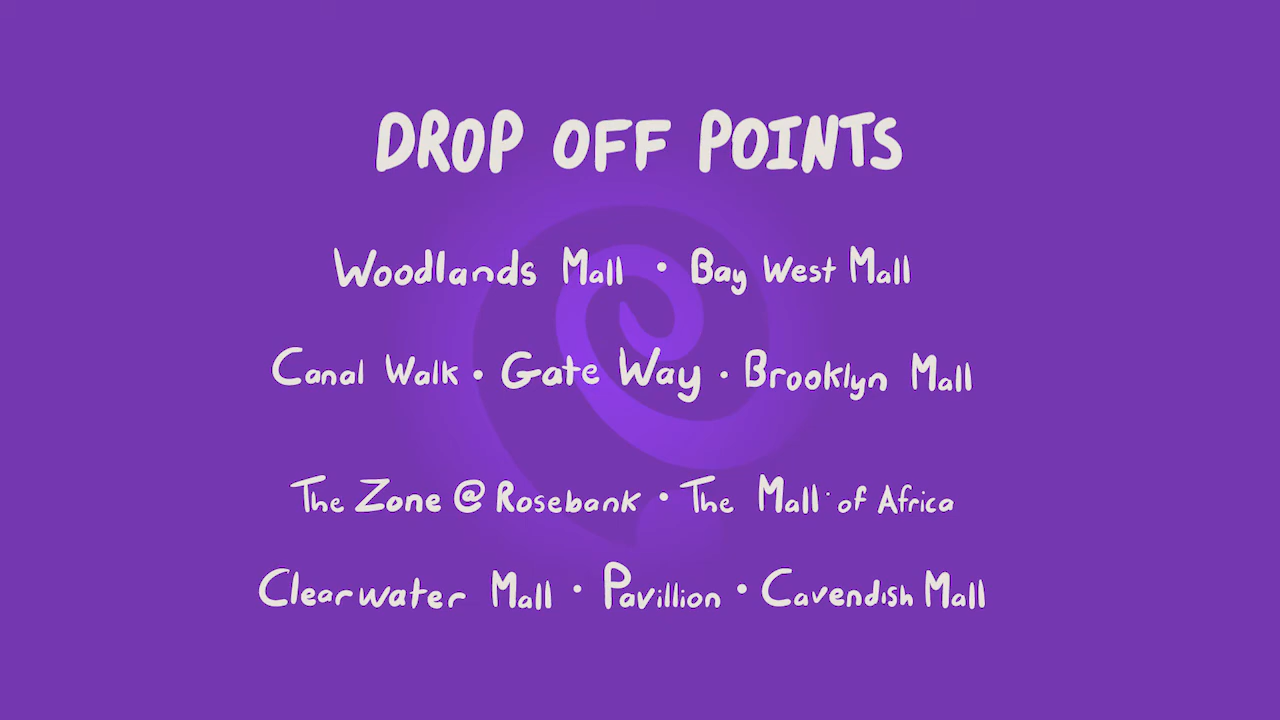 DROP OFF POINTS
Woodlands Mall • Bay West Mall
Canal Walk • Gate Way • Brooklyn Mall
The Zone @ Rosebank • The Mall of Africa
Clearwater Mall • Pavillion • Cavendish Mall